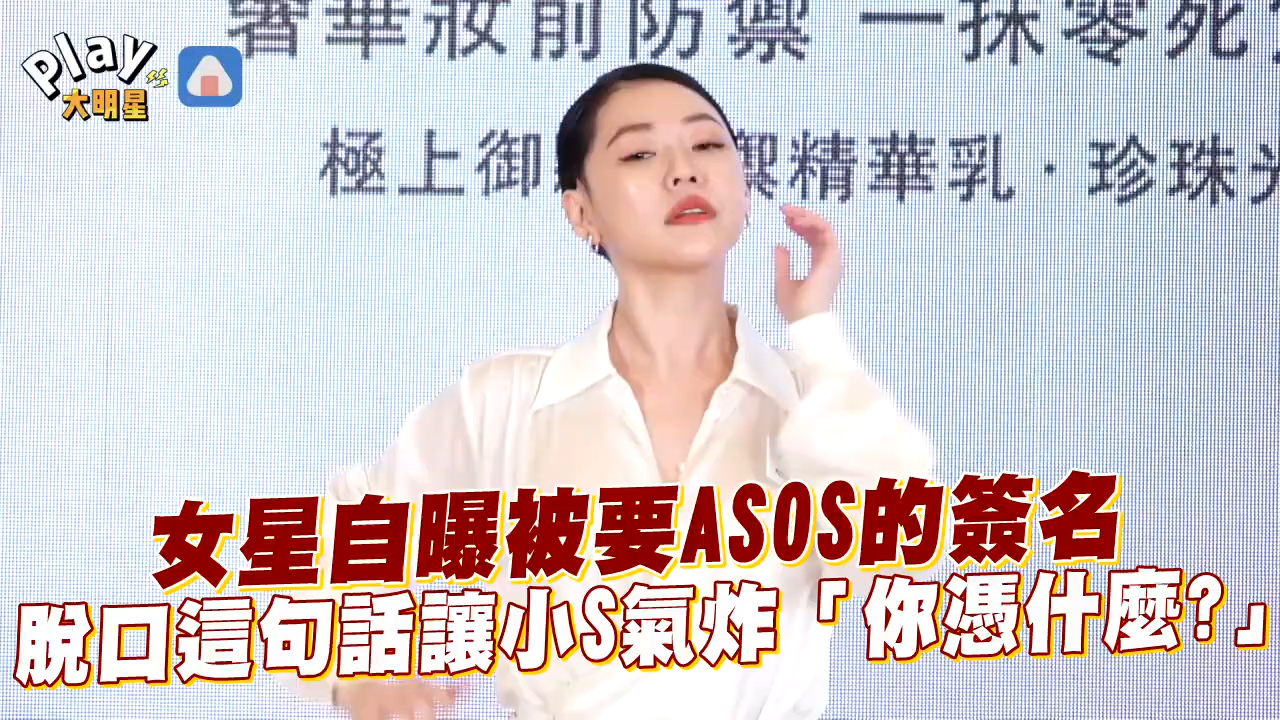 奢華妝前防禦 一抹零死
Play
大明星
極上御 禦精華乳·珍珠光
女星自曝被要ASOS的簽名
脫口這句話讓小S氣炸「你憑什麼?」